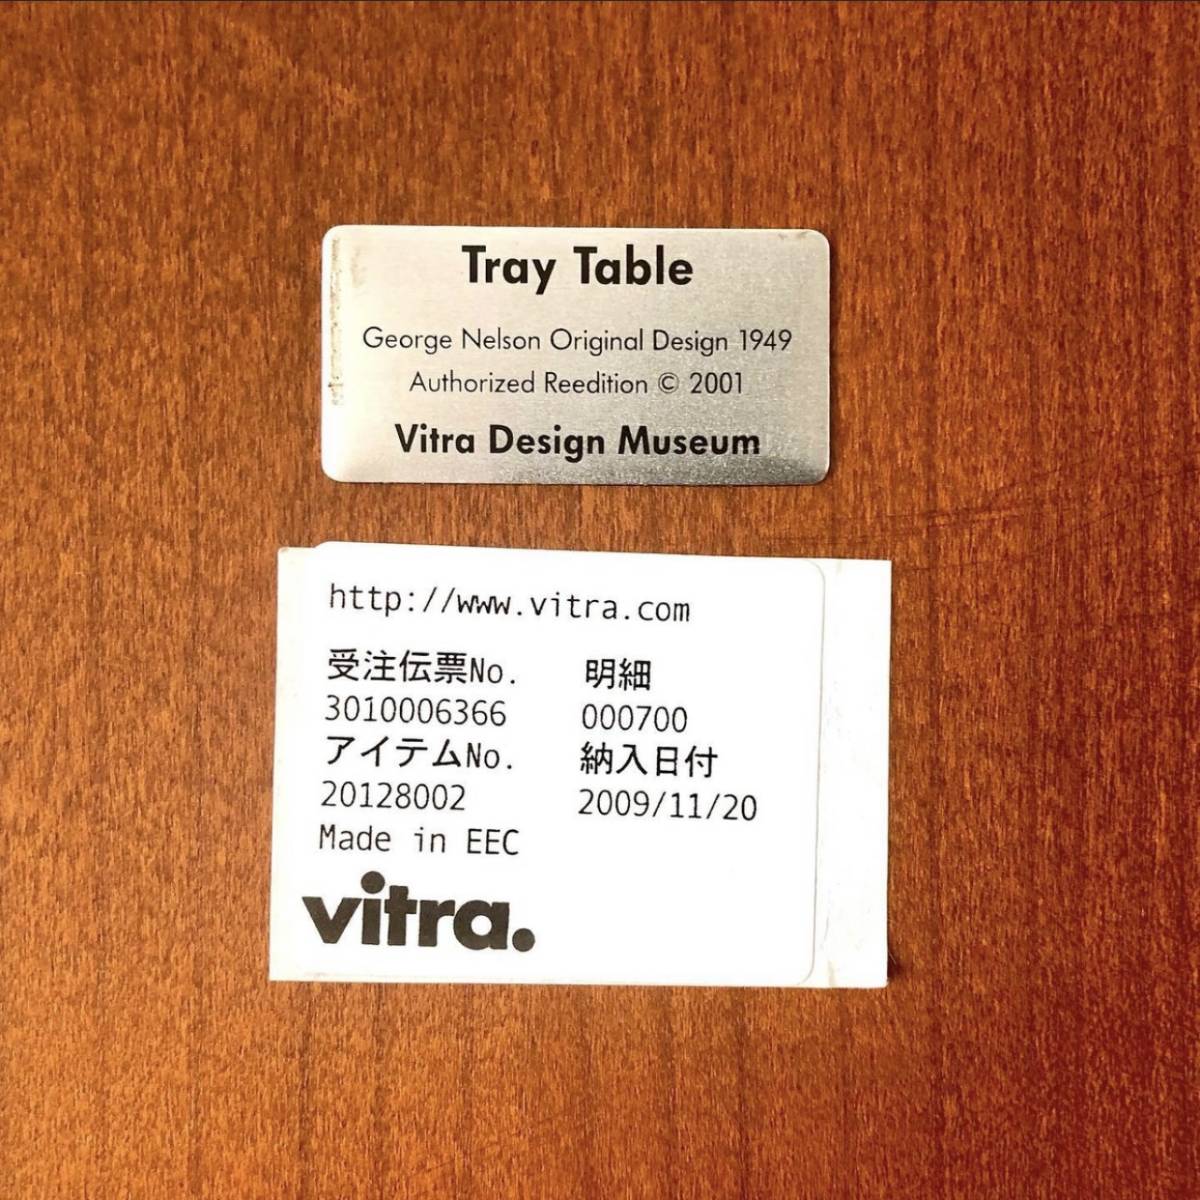 Tray Table
George Nelson Original Design 1949
Authorized Reedition © 2001
Vitra Design Museum
http://www.vitra.com
受注伝票No. 明細
3010006366 000700
アイテムNo. 納入日付
20128002 2009/11/20
Made in EEC
vitra.